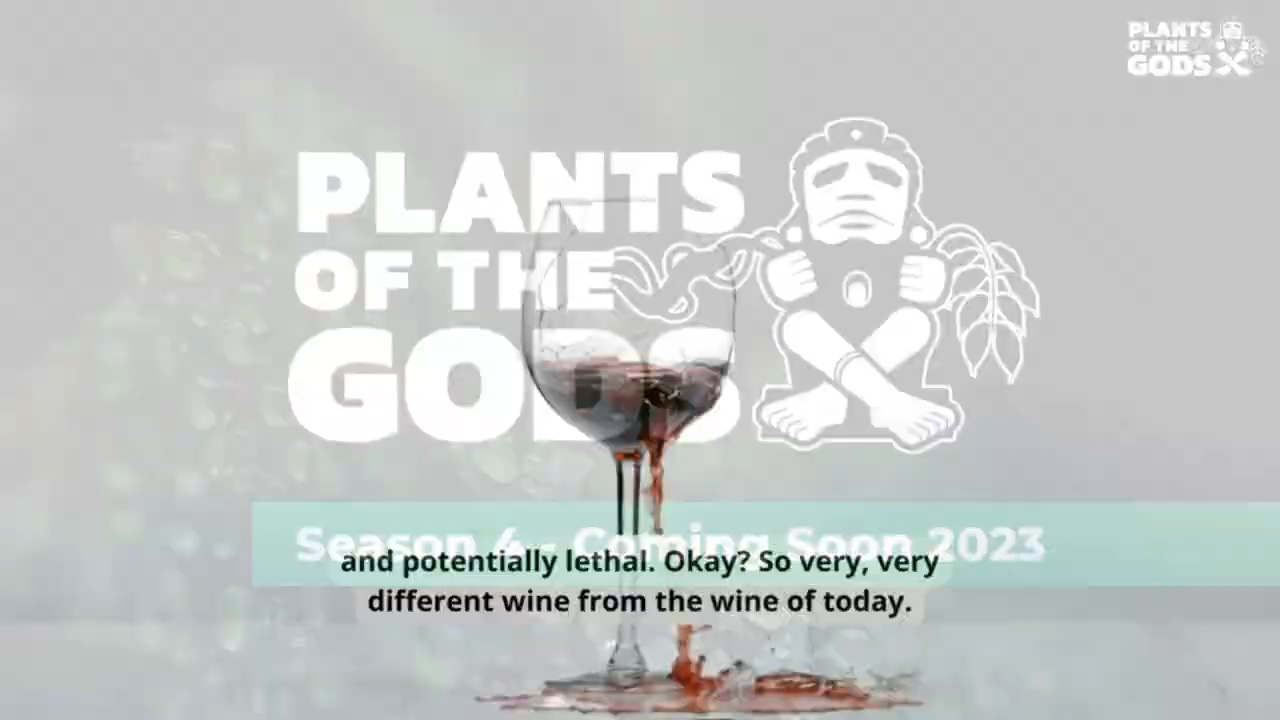 PLANTS
OF THE
GODS
PLANTS
OF THE
GODS
Season 4 - Coming Soon 2023
and potentially lethal. Okay? So very, very
different wine from the wine of today.